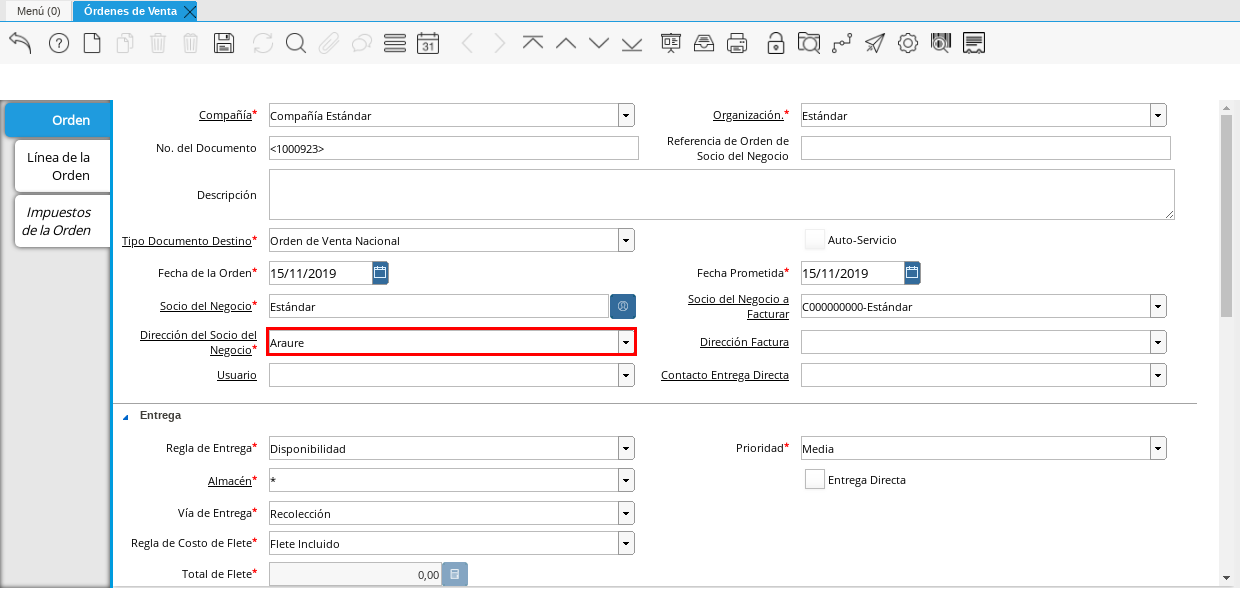 Menú (0)
Órdenes de Venta
31
Orden
Línea de la
Orden
Impuestos
de la Orden
Compañía* Compañía Estándar
Organización.* Estándar
No. del Documento <1000923>
Referencia de Orden de
Socio del Negocio
Descripción
Tipo Documento Destino* Orden de Venta Nacional
Auto-Servicio
Fecha de la Orden* 15/11/2019
Fecha Prometida* 15/11/2019
Socio del Negocio* Estándar
Socio del Negocio a
Facturar C000000000-Estándar
Dirección del Socio del
Negocio* Araure
Dirección Factura
Usuario
Contacto Entrega Directa
Entrega
Regla de Entrega* Disponibilidad
Prioridad* Media
Almacén* *
Entrega Directa
Vía de Entrega* Recolección
Regla de Costo de Flete* Flete Incluido
Total de Flete* 0,00